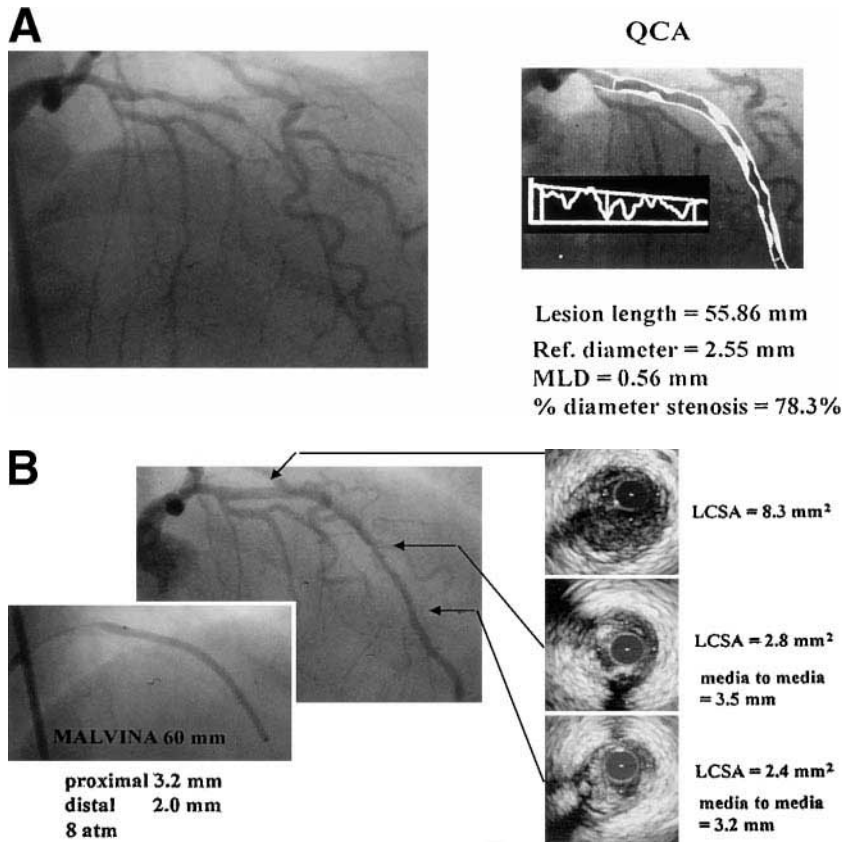 A
QCA
Lesion length = 55.86 mm
Ref. diameter = 2.55 mm
MLD = 0.56 mm
% diameter stenosis = 78.3%
B
LCSA = 8.3 mm²
LCSA = 2.8 mm²
media to media
= 3.5 mm
LCSA = 2.4 mm²
media to media
= 3.2 mm
MALVINA 60 mm
proximal 3.2 mm
distal 2.0 mm
8 atm